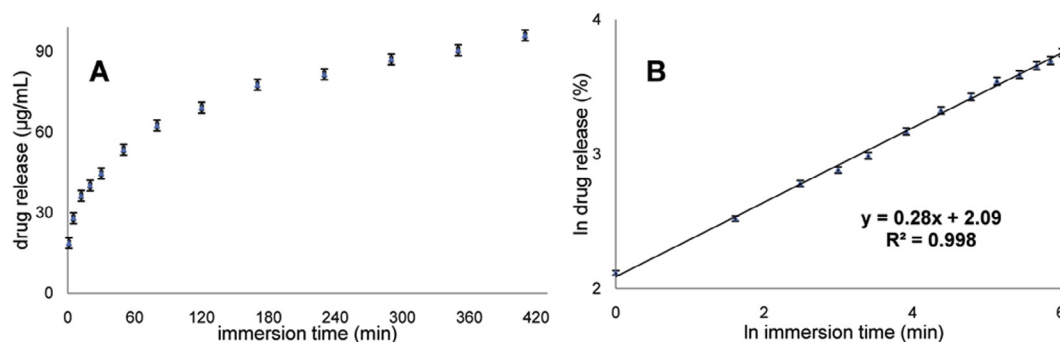 A
drug release (µg/mL)
90
60
30
0
0 60 120 180 240 300 360 420
immersion time (min)
B
ln drug release (%)
4
3
2
y = 0.28x + 2.09
R² = 0.998
0 2 4 6
ln immersion time (min)